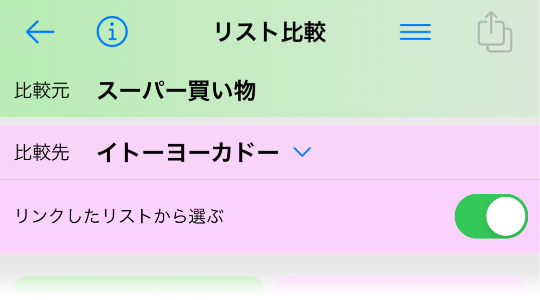 リスト比較
比較元 スーパー買い物
比較先 イトーヨーカドー
リンクしたリストから選ぶ